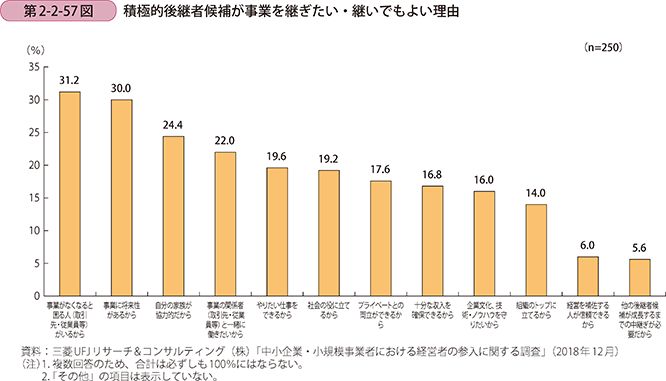 第2-2-57図
積極的後継者候補が事業を継ぎたい・継いでもよい理由
(%)
(n=250)
35
30
25
20
15
10
5
0
31.2
30.0
24.4
22.0
19.6
19.2
17.6
16.8
16.0
14.0
6.0
5.6
事業がなくなると
困る人(取引
先・従業員等)
がいるから
事業に将来性
があるから
自分の家族が
協力的だから
事業の関係者
(取引先・従業
員等)と一緒に
働きたいから
やりたい仕事を
できるから
社会の役に立て
るから
プライベートとの
両立ができるから
十分な収入を
確保できるから
企業文化、技
術・ノウハウを守
りたいから
組織のトップに立
てるから
経営を補佐する
人が信頼できるから
他の後継者候
補が成長するま
での中継ぎが必
要だから
資料:三菱UFJリサーチ&コンサルティング(株)「中小企業・小規模事業者における経営者の参入に関する調査」(2018年12月)
(注)1.複数回答のため、合計は必ずしも100%にはならない。
2.「その他」の項目は表示していない。